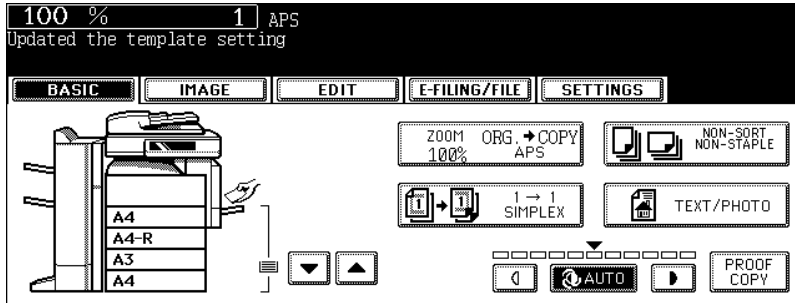 100 % 1 APS
Updated the template setting
BASIC IMAGE EDIT E-FILING/FILE SETTINGS
ZOOM ORG. → COPY
100% APS
NON-SORT
NON-STAPLE
1 → 1
SIMPLEX
TEXT/PHOTO
A4
A4-R
A3
A4
AUTO
PROOF
COPY